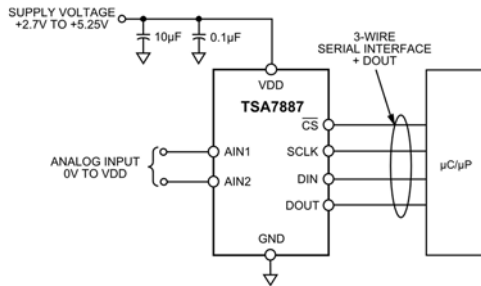 SUPPLY VOLTAGE
+2.7V TO +5.25V
10µF
0.1µF
3-WIRE
SERIAL INTERFACE
+ DOUT
VDD
TSA7887
CS
AIN1
SCLK
ANALOG INPUT
0V TO VDD
µC/µP
AIN2
DIN
DOUT
GND